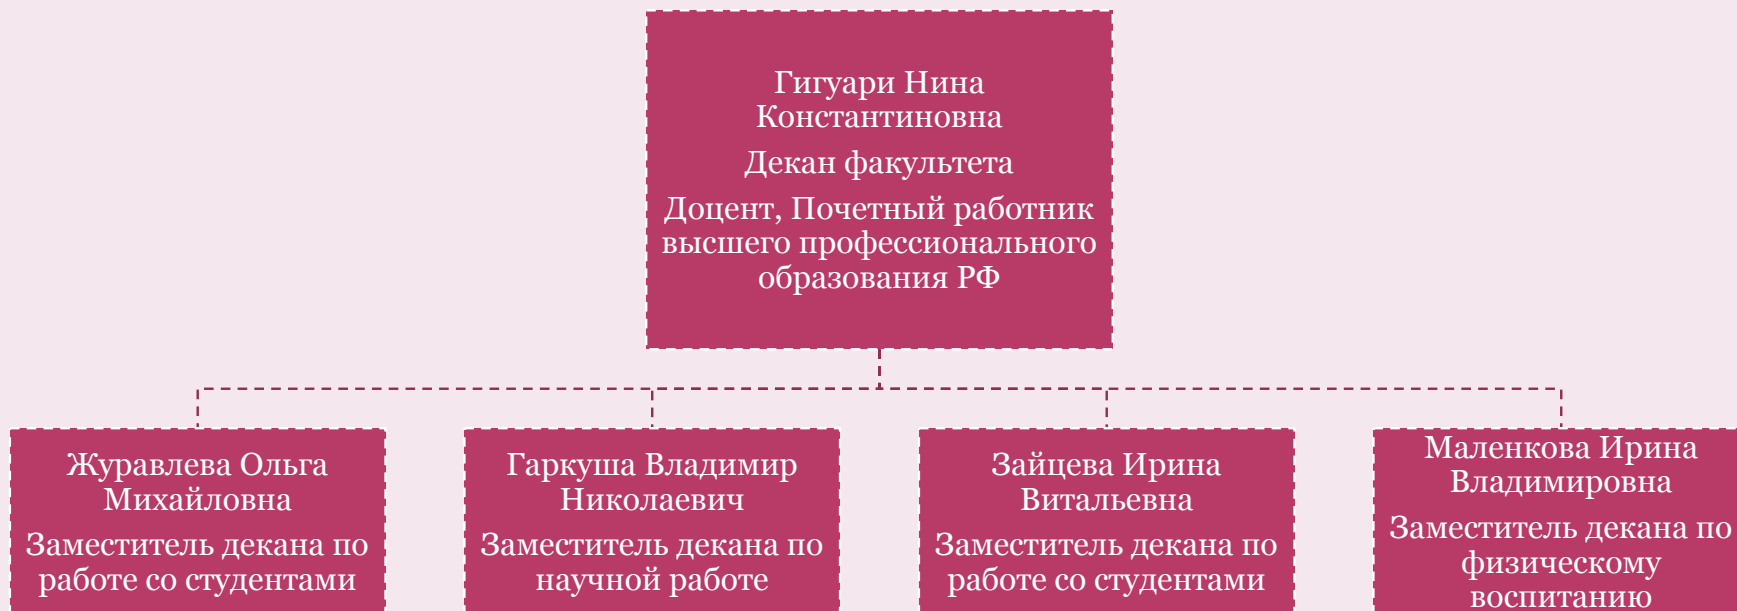 Гигуари Нина
Константиновна
Декан факультета
Доцент, Почетный работник
высшего профессионального
образования РФ
Журавлева Ольга
Михайловна
Заместитель декана по
работе со студентами
Гаркуша Владимир
Николаевич
Заместитель декана по
научной работе
Зайцева Ирина
Витальевна
Заместитель декана по
работе со студентами
Маленкова Ирина
Владимировна
Заместитель декана по
физическому
воспитанию